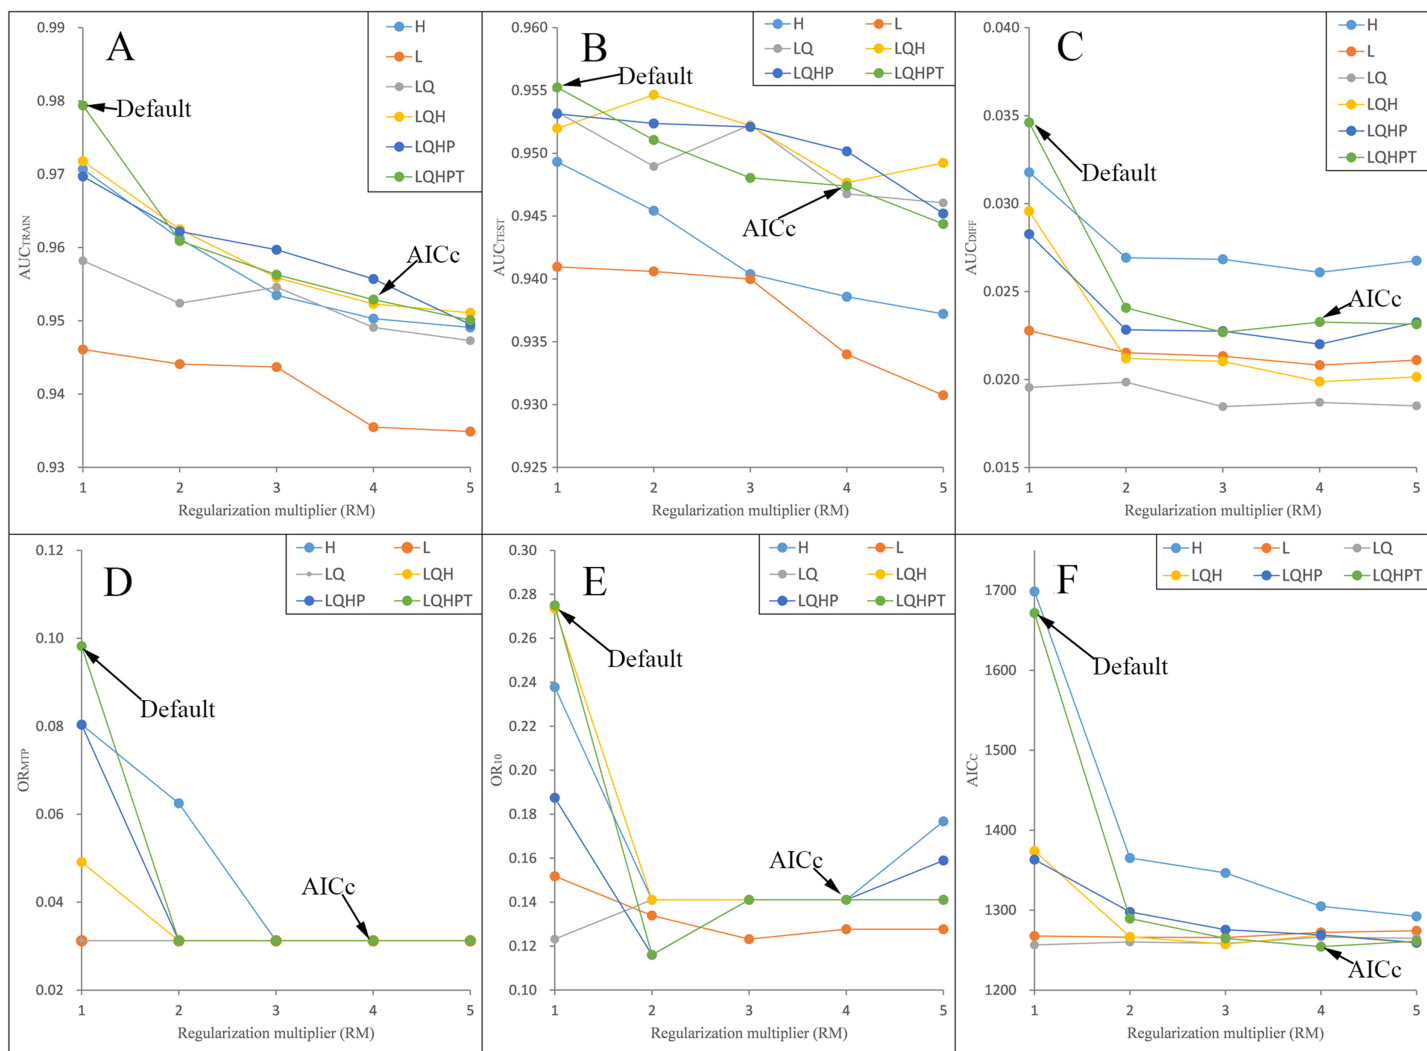 A
H
L
LQ
LQH
LQHP
LQHPT
Default
AICc
AUCTRAIN
0.99
0.98
0.97
0.96
0.95
0.94
0.93
1 2 3 4 5
Regularization multiplier (RM)
B
H L
LQ LQH
LQHP LQHPT
Default
AICc
AUCTEST
0.960
0.955
0.950
0.945
0.940
0.935
0.930
0.925
1 2 3 4 5
Regularization multiplier (RM)
C
H
L
LQ
LQH
LQHP
LQHPT
Default
AICc
AUCDIFF
0.040
0.035
0.030
0.025
0.020
0.015
1 2 3 4 5
Regularization multiplier (RM)
D
H L
LQ LQH
LQHP LQHPT
Default
AICc
ORMTP
0.12
0.10
0.08
0.06
0.04
0.02
1 2 3 4 5
Regularization multiplier (RM)
E
H L
LQ LQH
LQHP LQHPT
Default
AICc
OR10
0.30
0.28
0.26
0.24
0.22
0.20
0.18
0.16
0.14
0.12
0.10
1 2 3 4 5
Regularization multiplier (RM)
F
H L LQ
LQH LQHP LQHPT
Default
AICc
AICC
1700
1600
1500
1400
1300
1200
1 2 3 4 5
Regularization multiplier (RM)